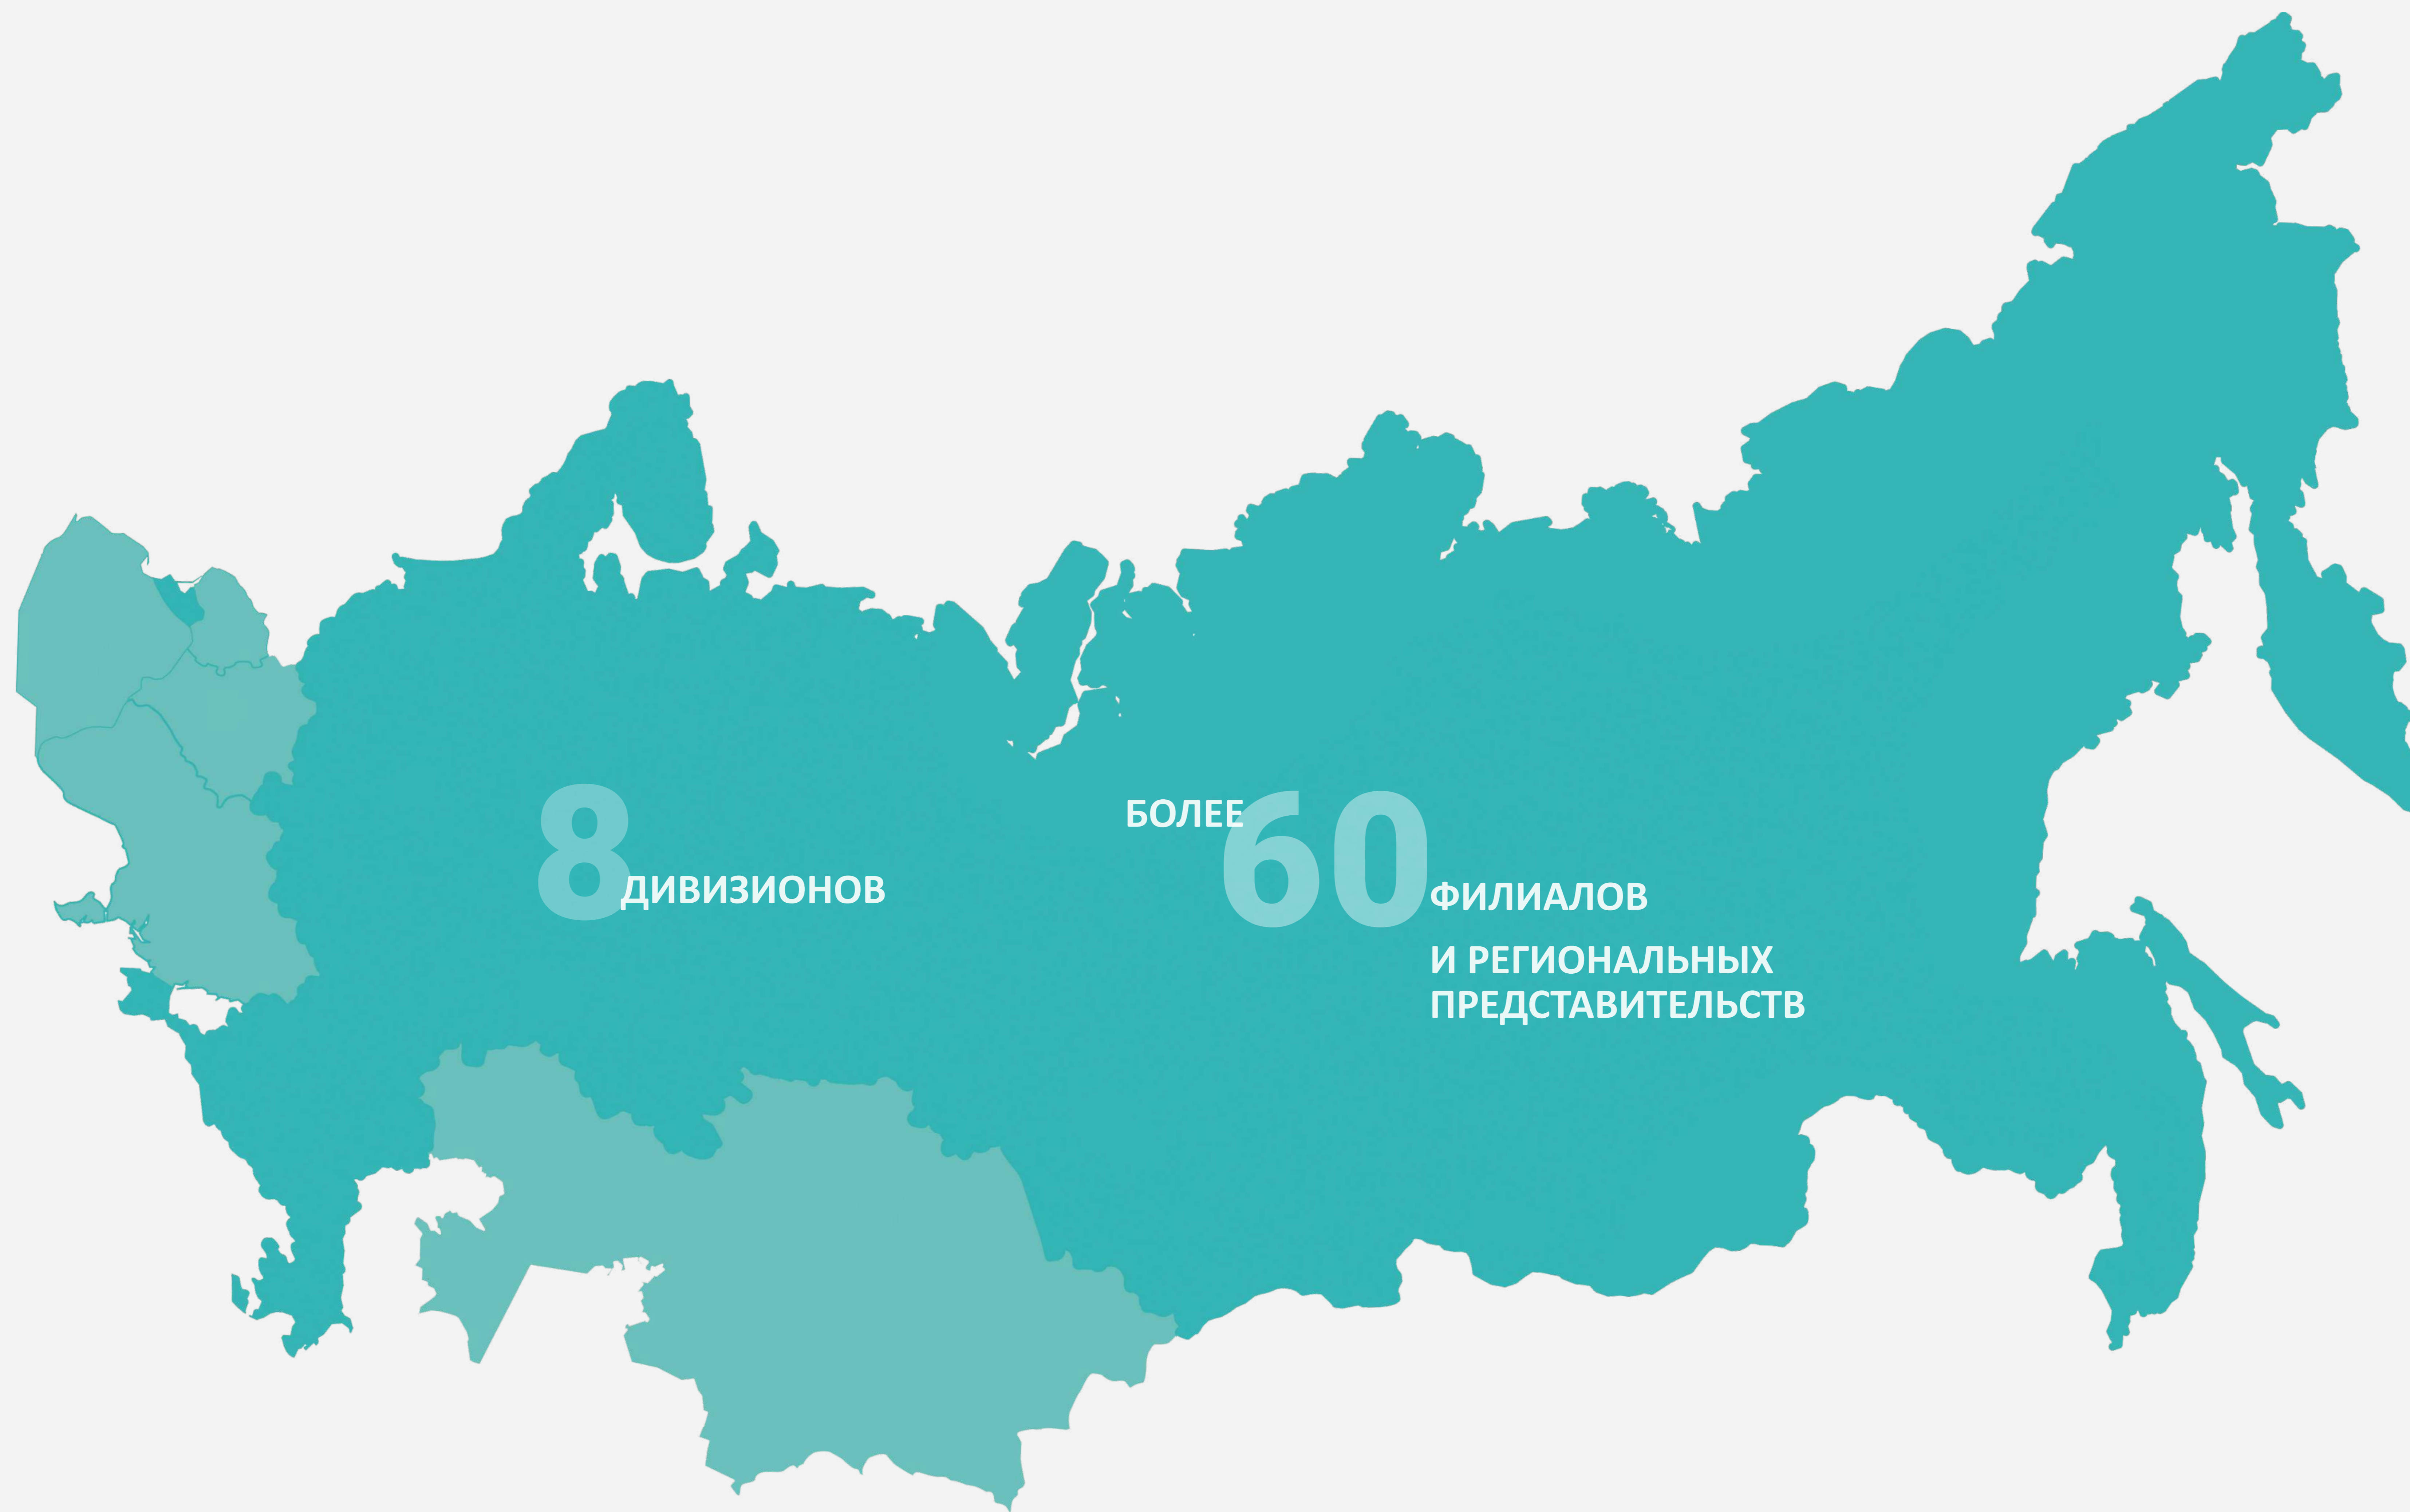 8 ДИВИЗИОНОВ
БОЛЕЕ 60 ФИЛИАЛОВ
И РЕГИОНАЛЬНЫХ
ПРЕДСТАВИТЕЛЬСТВ